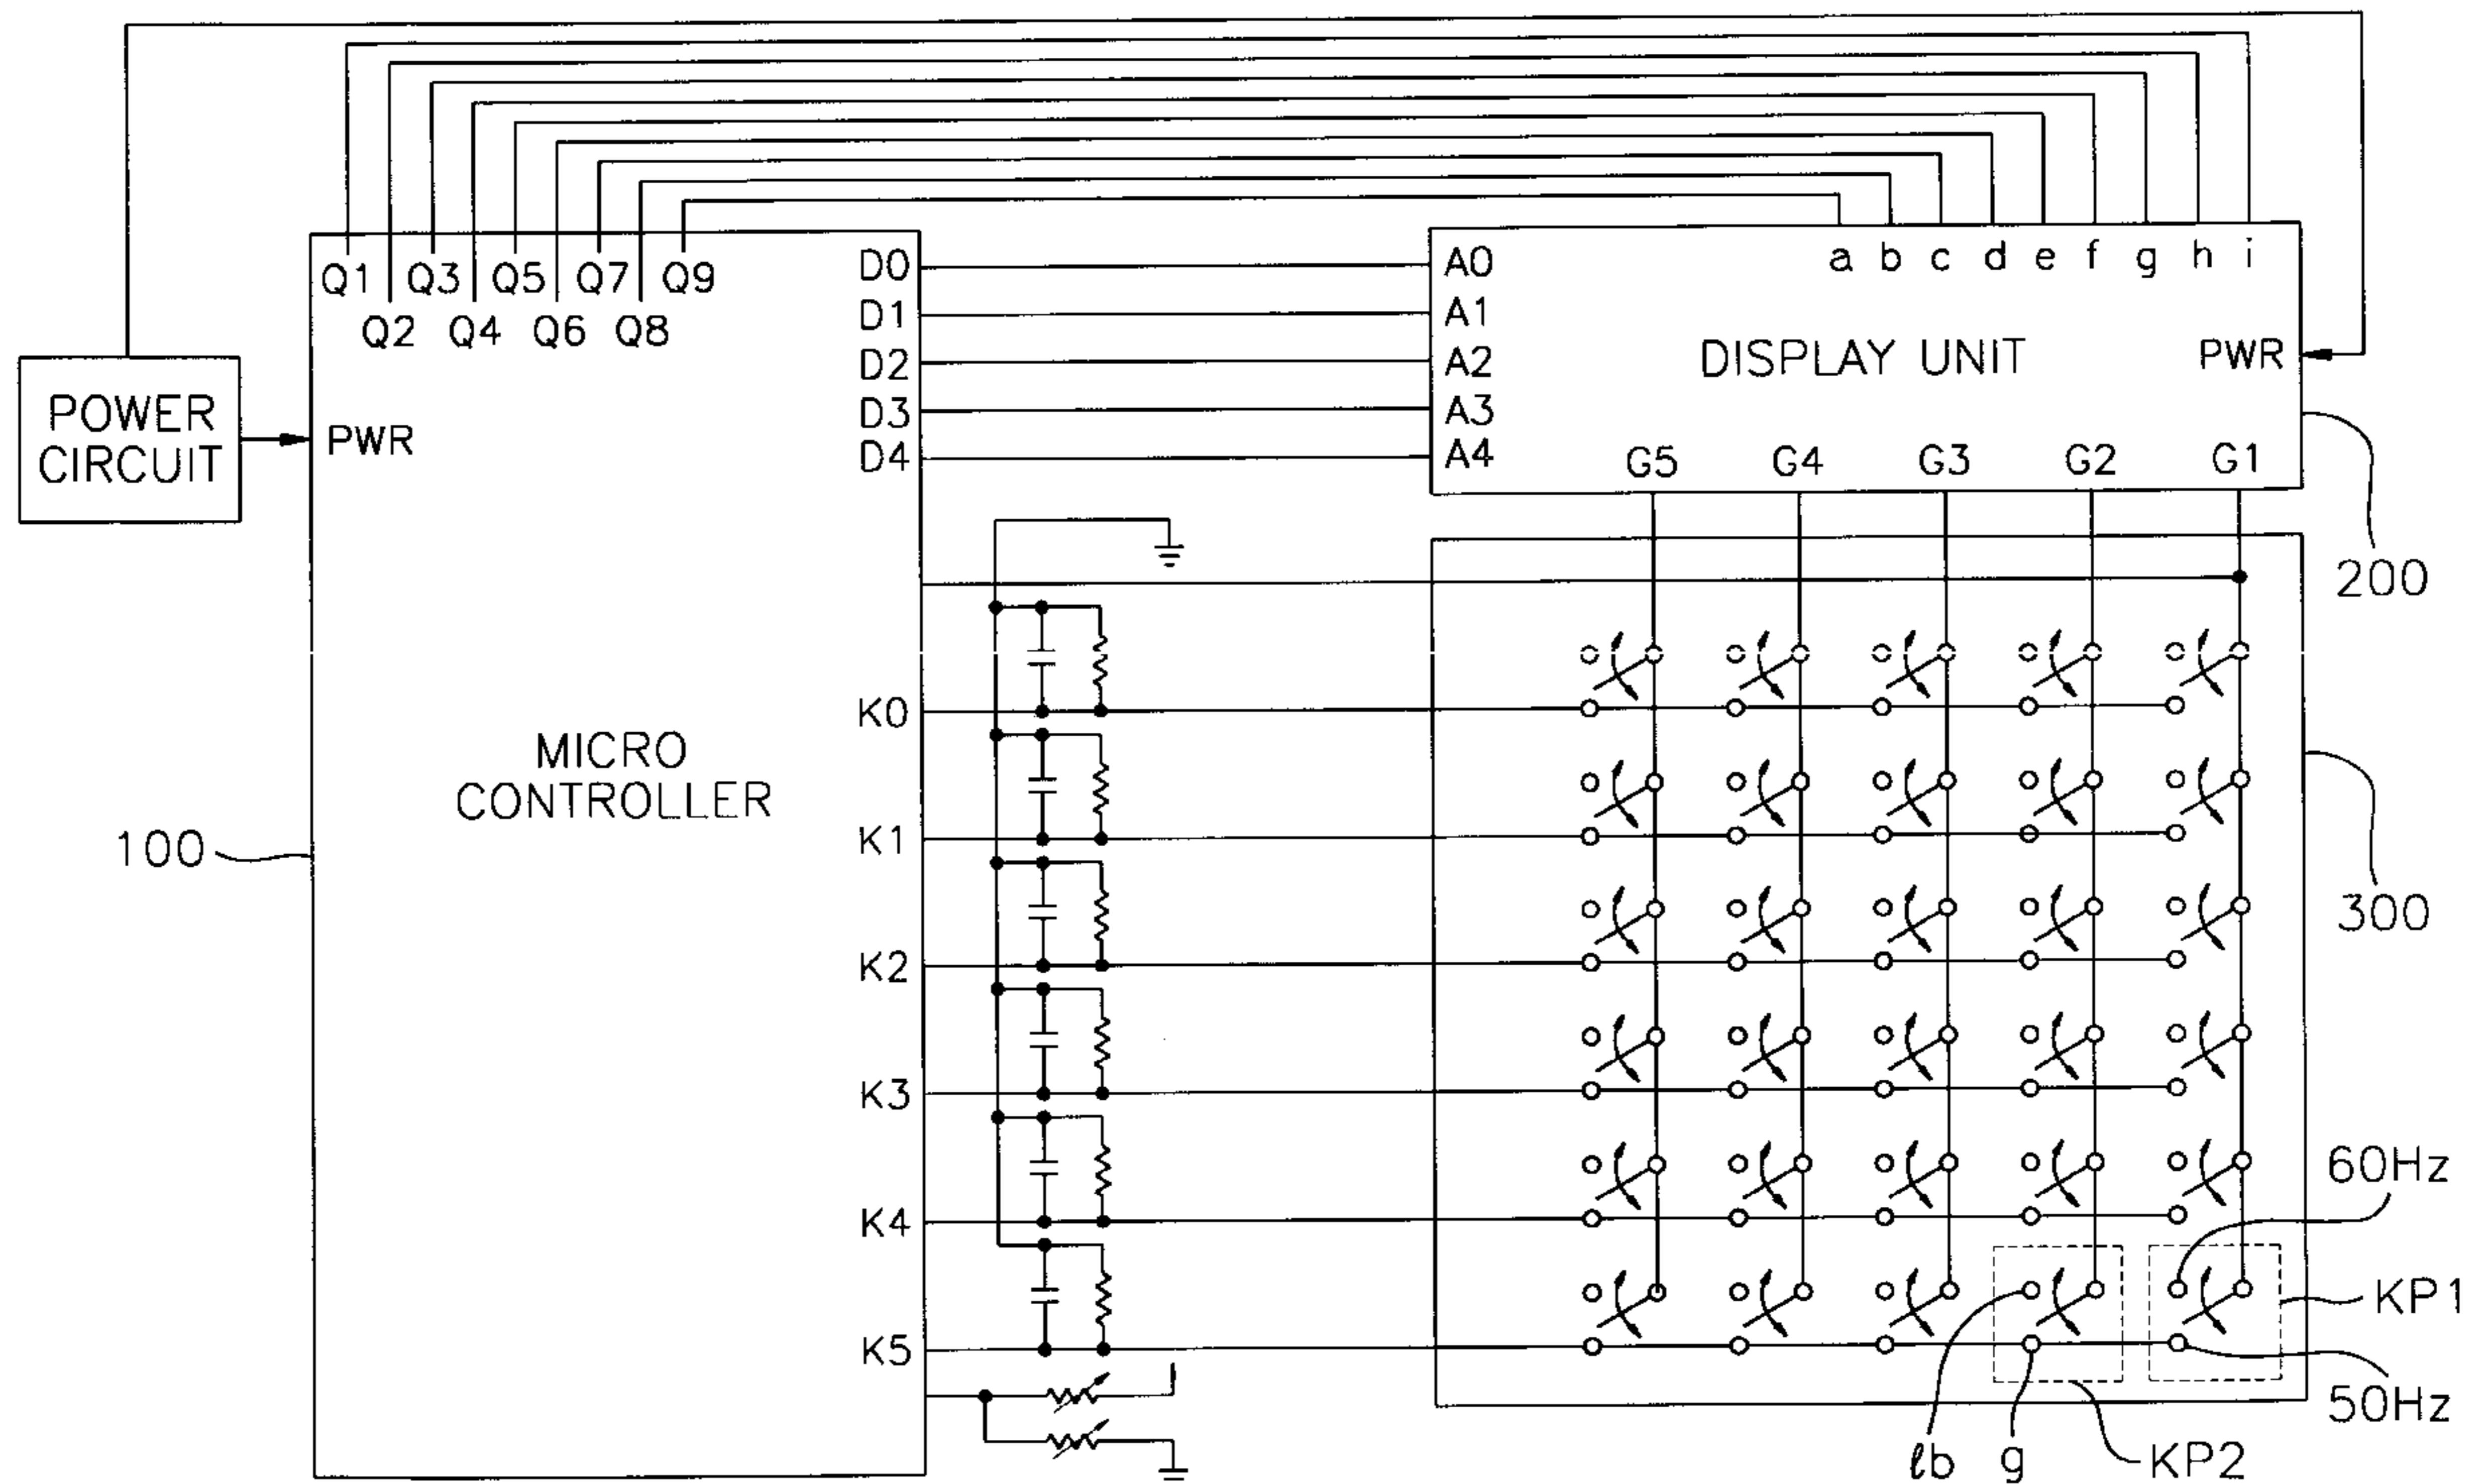 Q1 Q3 Q5 Q7 Q9
Q2 Q4 Q6 Q8
D0
D1
D2
D3
D4
A0
A1
A2
A3
A4
a b c d e f g h i
DISPLAY UNIT
PWR
G5 G4 G3 G2 G1
POWER
CIRCUIT
PWR
200
MICRO
CONTROLLER
100
K0
K1
K2
K3
K4
K5
300
60Hz
KP1
50Hz
ℓb
g
KP2